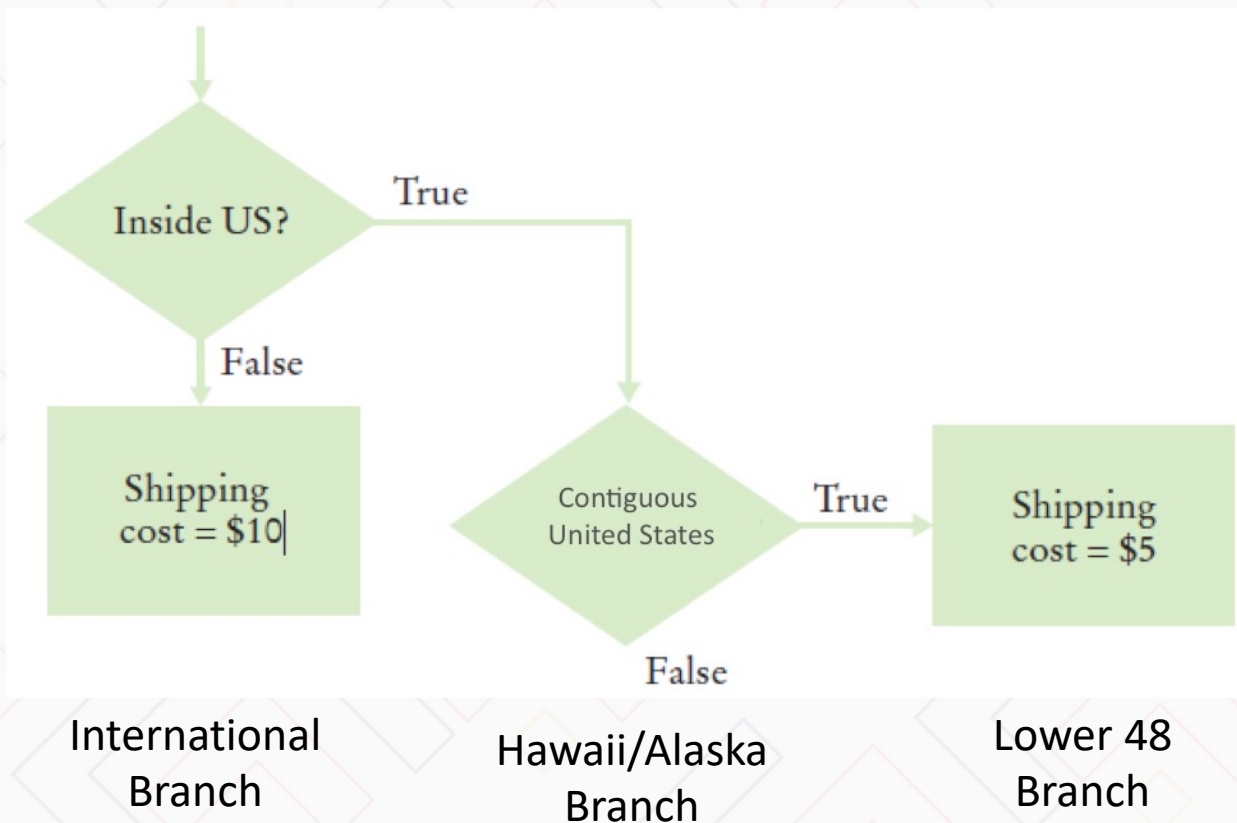 True
Inside US?
False
Shipping
cost = $10
Contiguous
United States
True
Shipping
cost = $5
False
International
Branch
Hawaii/Alaska
Branch
Lower 48
Branch